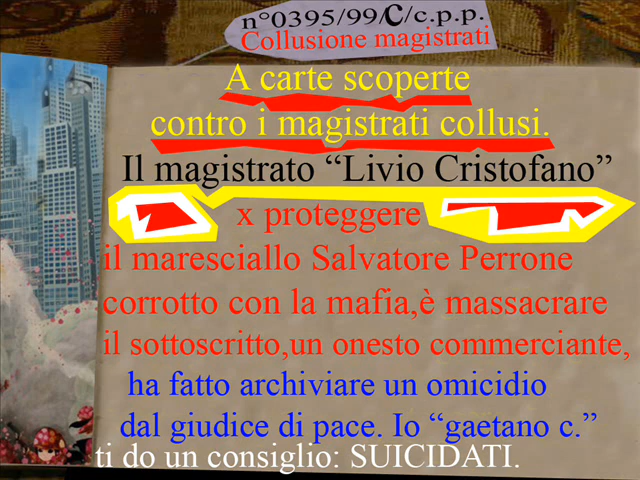 n°0395/99/C/c.p.p.
Collusione magistrati
A carte scoperte
contro i magistrati collusi.
Il magistrato “Livio Cristofano”
x proteggere
il maresciallo Salvatore Perrone
corrotto con la mafia,è massacrare
il sottoscritto,un onesto commerciante,
ha fatto archiviare un omicidio
dal giudice di pace. Io “gaetano c.”
ti do un consiglio: SUICIDATI.